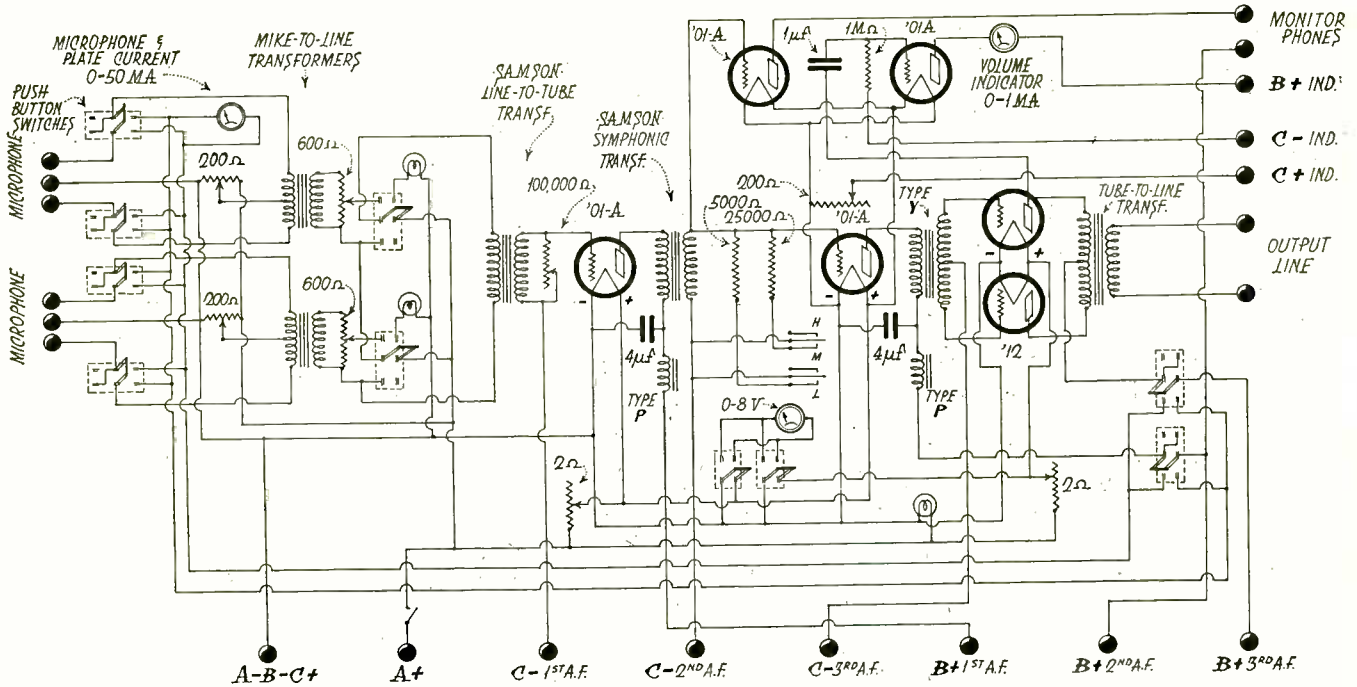 MICROPHONE &
PLATE CURRENT
0-50 MA.
MIKE-TO-LINE
TRANSFORMERS
PUSH
BUTTON
SWITCHES
SAMSON
LINE-TO-TUBE
TRANSF.
SAMSON
SYMPHONIC
TRANSF.
'01-A
1µf
1MΩ
'01A
VOLUME
INDICATOR
0-1 MA.
MONITOR
PHONES
B+ IND.
C- IND.
C+ IND.
MICROPHONE
200Ω
600Ω
100,000Ω
'01-A
5000Ω
25000Ω
200Ω
'01-A
TYPE
Y
TUBE-TO-LINE
TRANSF.
OUTPUT
LINE
MICROPHONE
200Ω
600Ω
- +
- +
- +
'12
4µf
TYPE
P
H
M
L
4µf
TYPE
P
0-8 V
2Ω
2Ω
A-B-C+
A+
C-1ST A.F.
C-2ND A.F.
C-3RD A.F.
B+1ST A.F.
B+2ND A.F.
B+3RD A.F.